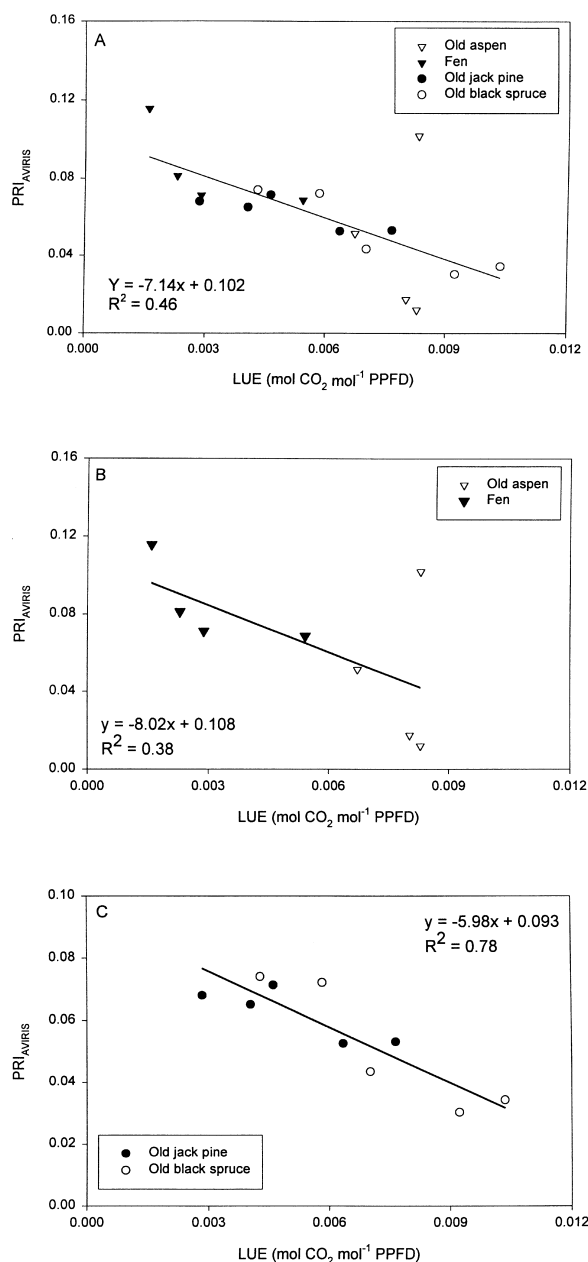 A
Old aspen
Fen
Old jack pine
Old black spruce
0.16
0.12
0.08
0.04
0.00
PRI_AVIRIS
Y = -7.14x + 0.102
R² = 0.46
0.000 0.003 0.006 0.009 0.012
LUE (mol CO₂ mol⁻¹ PPFD)
B
Old aspen
Fen
0.16
0.12
0.08
0.04
0.00
PRI_AVIRIS
y = -8.02x + 0.108
R² = 0.38
0.000 0.003 0.006 0.009 0.012
LUE (mol CO₂ mol⁻¹ PPFD)
C
y = -5.98x + 0.093
R² = 0.78
0.10
0.08
0.06
0.04
0.02
0.00
PRI_AVIRIS
Old jack pine
Old black spruce
0.000 0.003 0.006 0.009 0.012
LUE (mol CO₂ mol⁻¹ PPFD)